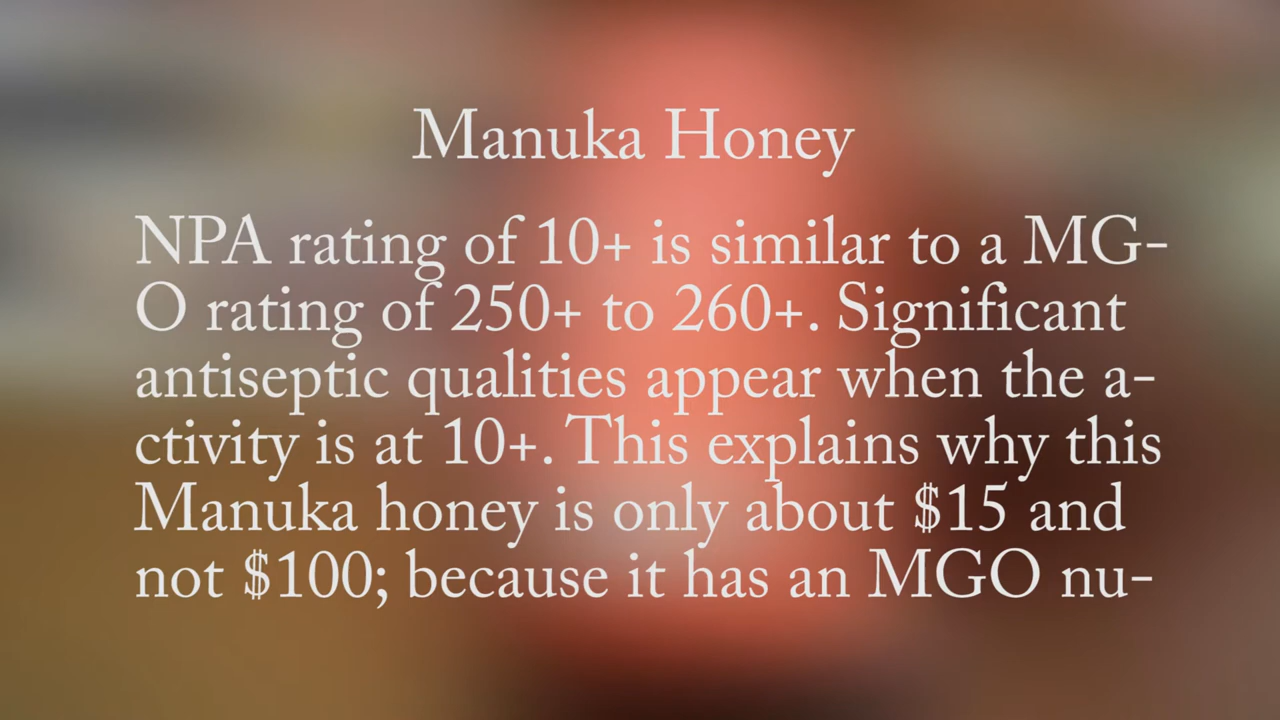 Manuka Honey
NPA rating of 10+ is similar to a MG-
O rating of 250+ to 260+. Significant
antiseptic qualities appear when the a-
ctivity is at 10+. This explains why this
Manuka honey is only about $15 and
not $100; because it has an MGO nu-